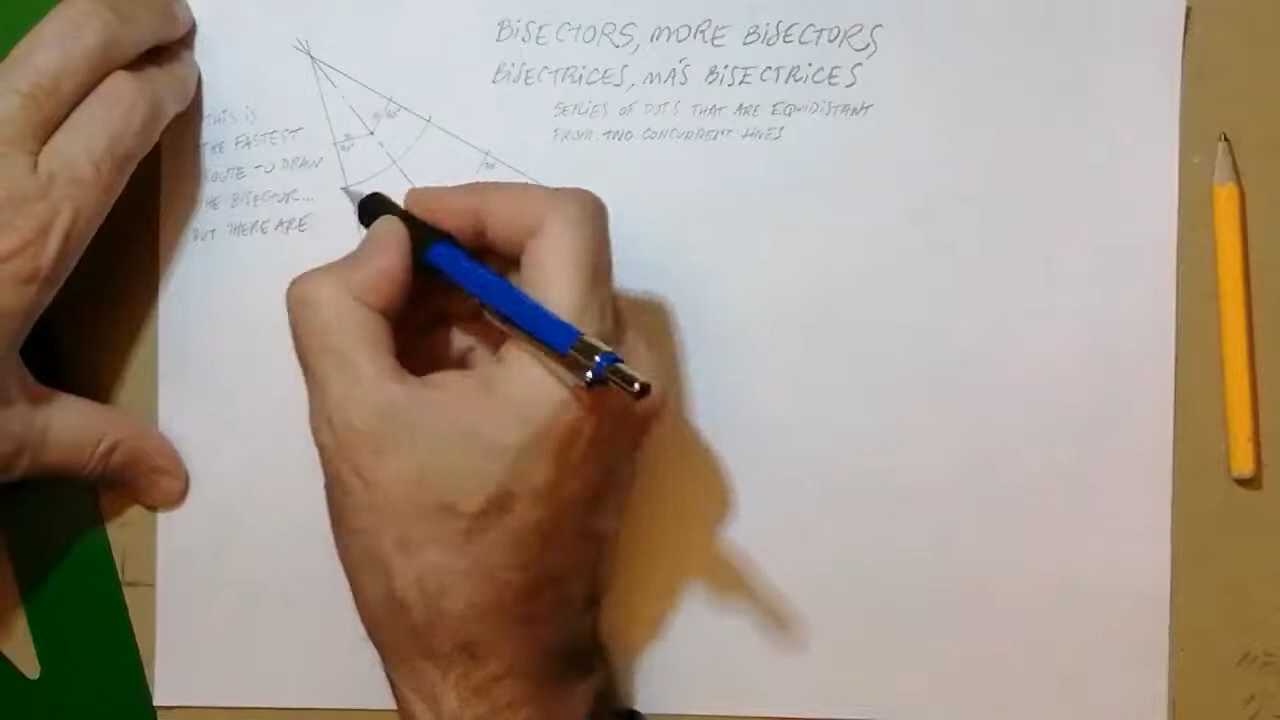 BISECTORS, MORE BISECTORS,
BISECTRICES, MÁS BISECTRICES
SERIES OF DOTS THAT ARE EQUIDISTANT
FROM TWO CONCURRENT LINES
THIS IS
THE FASTEST
ROUTE TO DRAW
THE BISECTOR...
BUT THERE ARE